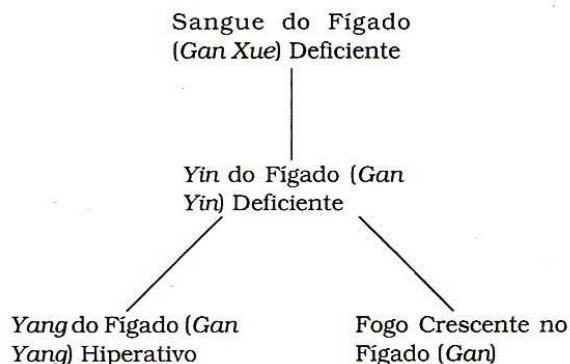 Sangue do Fígado
(Gan Xue) Deficiente
Yin do Fígado (Gan
Yin) Deficiente
Yang do Fígado (Gan
Yang) Hiperativo
Fogo Crescente no
Fígado (Gan)